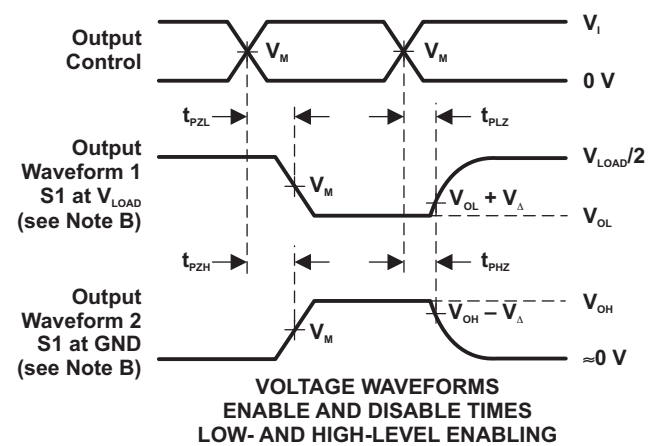 Output
Control
V_M
V_M
V_I
0 V
t_PZL
t_PLZ
Output
Waveform 1
S1 at V_LOAD
(see Note B)
V_M
V_OL + V_Δ
V_LOAD/2
V_OL
t_PZH
t_PHZ
Output
Waveform 2
S1 at GND
(see Note B)
V_M
V_OH – V_Δ
V_OH
≈0 V
VOLTAGE WAVEFORMS
ENABLE AND DISABLE TIMES
LOW- AND HIGH-LEVEL ENABLING